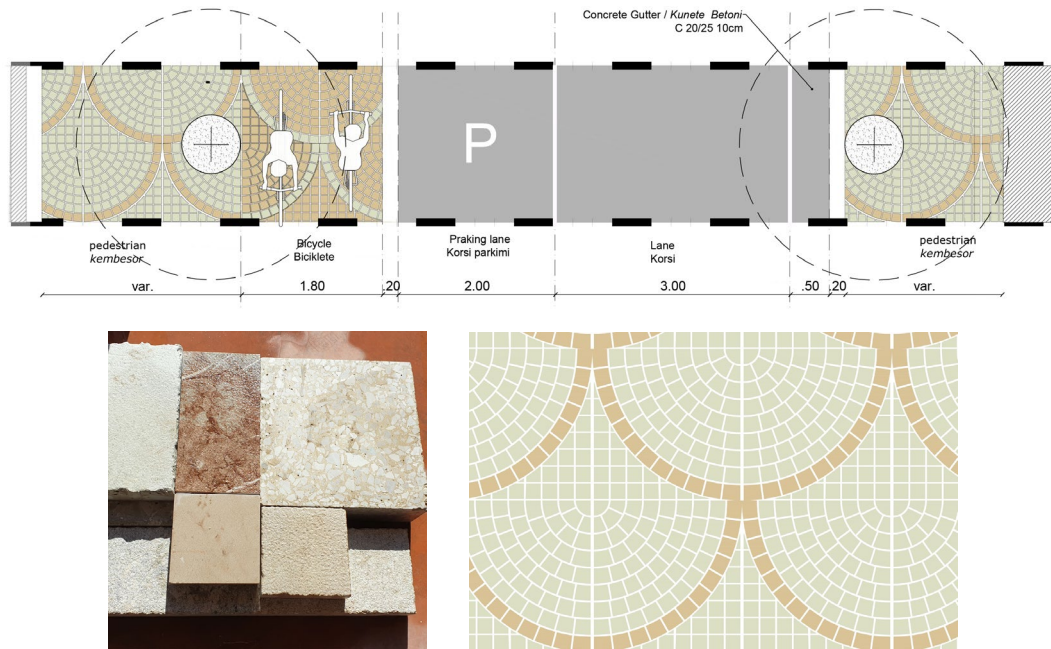 Concrete Gutter / Kunete Betoni
C 20/25 10cm
P
pedestrian
kembesor
Bicycle
Biciklete
Praking lane
Korsi parkimi
Lane
Korsi
pedestrian
kembesor
var.
1.80
.20
2.00
3.00
.50
.20
var.